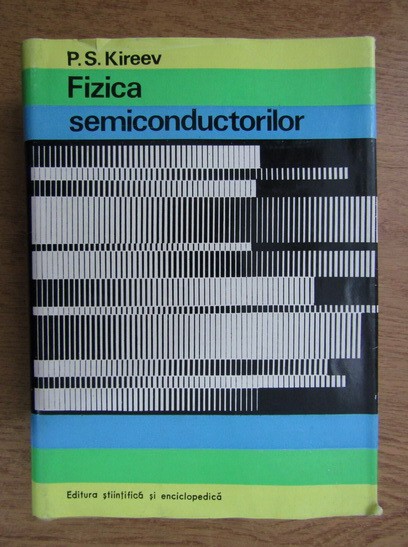 P.S.Kireev
Fizica
semiconductorilor
Editura ştiinţifică şi enciclopedică